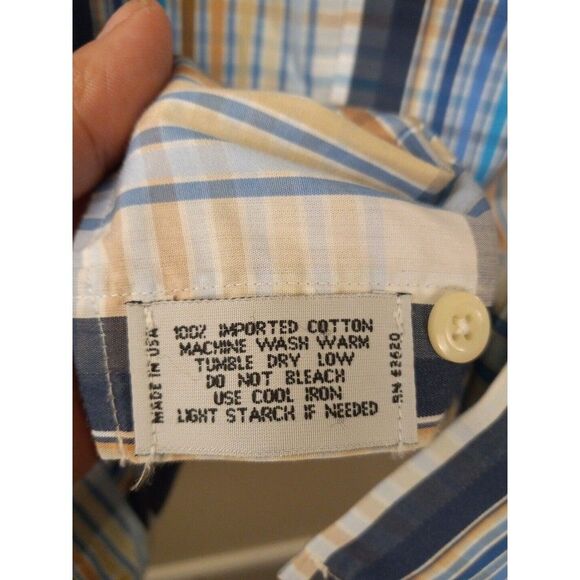 MADE IN USA
100% IMPORTED COTTON
MACHINE WASH WARM
TUMBLE DRY LOW
DO NOT BLEACH
USE COOL IRON
LIGHT STARCH IF NEEDED
RN 62620